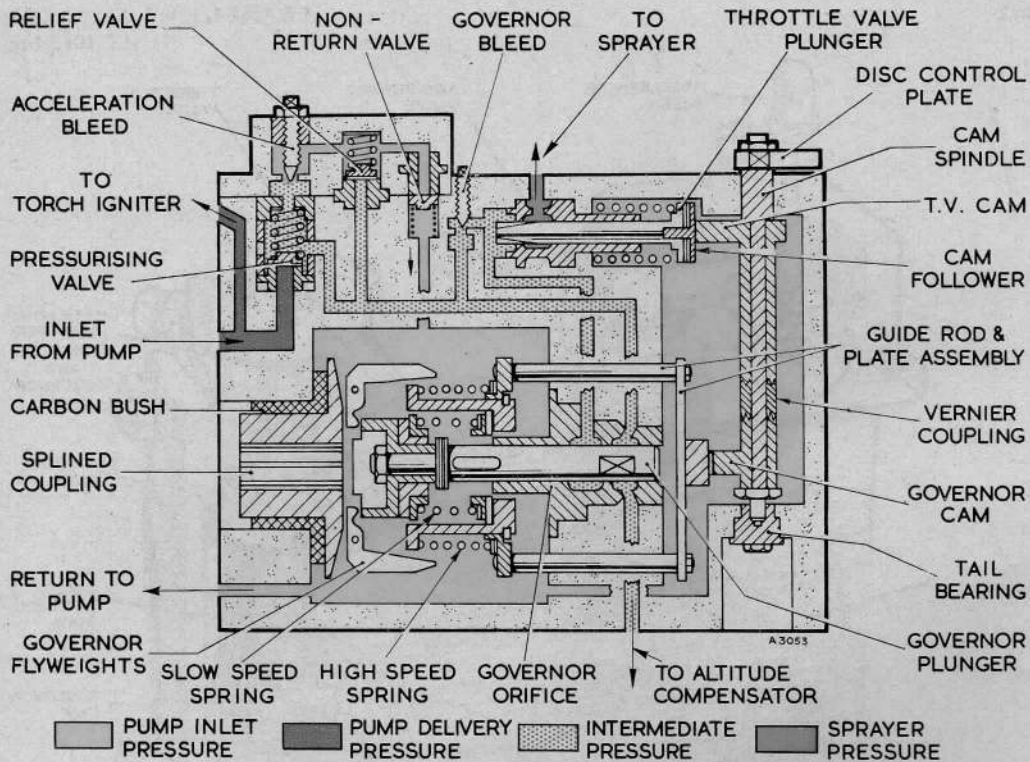 RELIEF VALVE
NON -
RETURN VALVE
GOVERNOR
BLEED
TO
SPRAYER
THROTTLE VALVE
PLUNGER
DISC CONTROL
PLATE
ACCELERATION
BLEED
CAM
SPINDLE
TO
TORCH IGNITER
T.V. CAM
PRESSURISING
VALVE
CAM
FOLLOWER
INLET
FROM PUMP
GUIDE ROD &
PLATE ASSEMBLY
CARBON BUSH
VERNIER
COUPLING
SPLINED
COUPLING
GOVERNOR
CAM
RETURN TO
PUMP
TAIL
BEARING
A3053
GOVERNOR
FLYWEIGHTS
SLOW SPEED
SPRING
HIGH SPEED
SPRING
GOVERNOR
ORIFICE
TO ALTITUDE
COMPENSATOR
GOVERNOR
PLUNGER
PUMP INLET
PRESSURE
PUMP DELIVERY
PRESSURE
INTERMEDIATE
PRESSURE
SPRAYER
PRESSURE